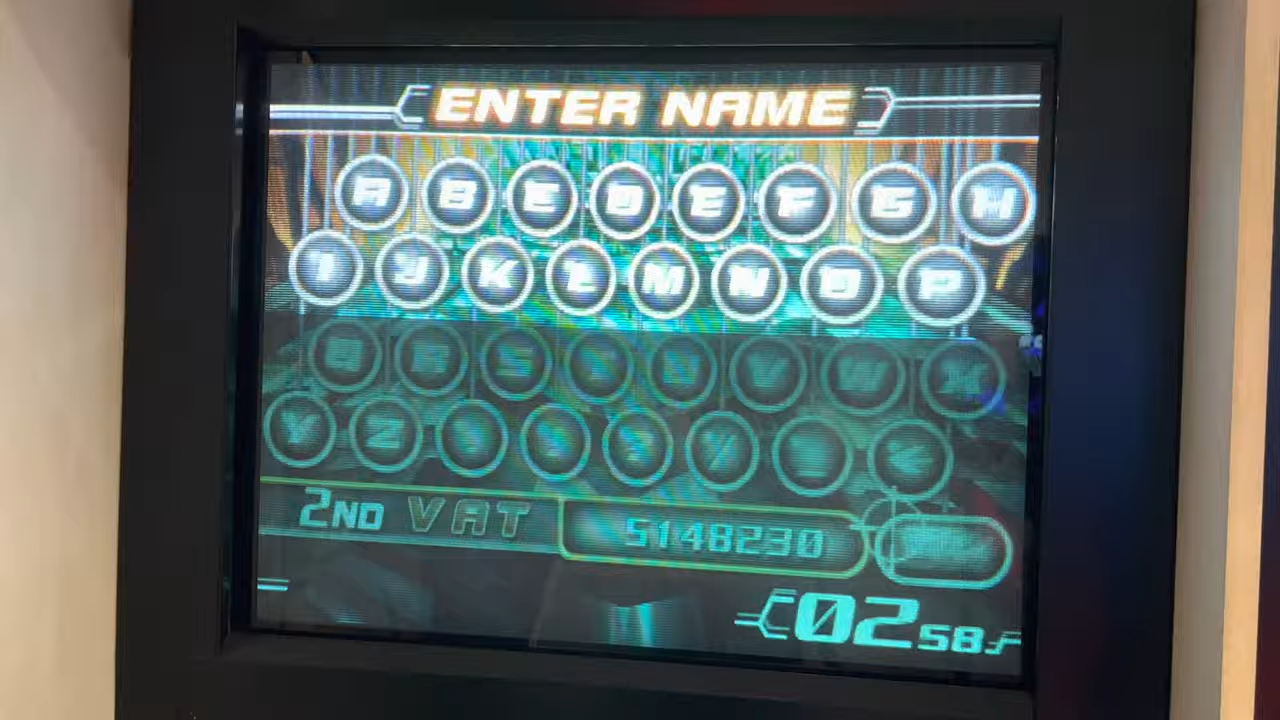 ENTER NAME
A B C D E F G H
I J K L M N O P
Q R S T U V W X
Y Z
2ND VAT 5148230
02 58